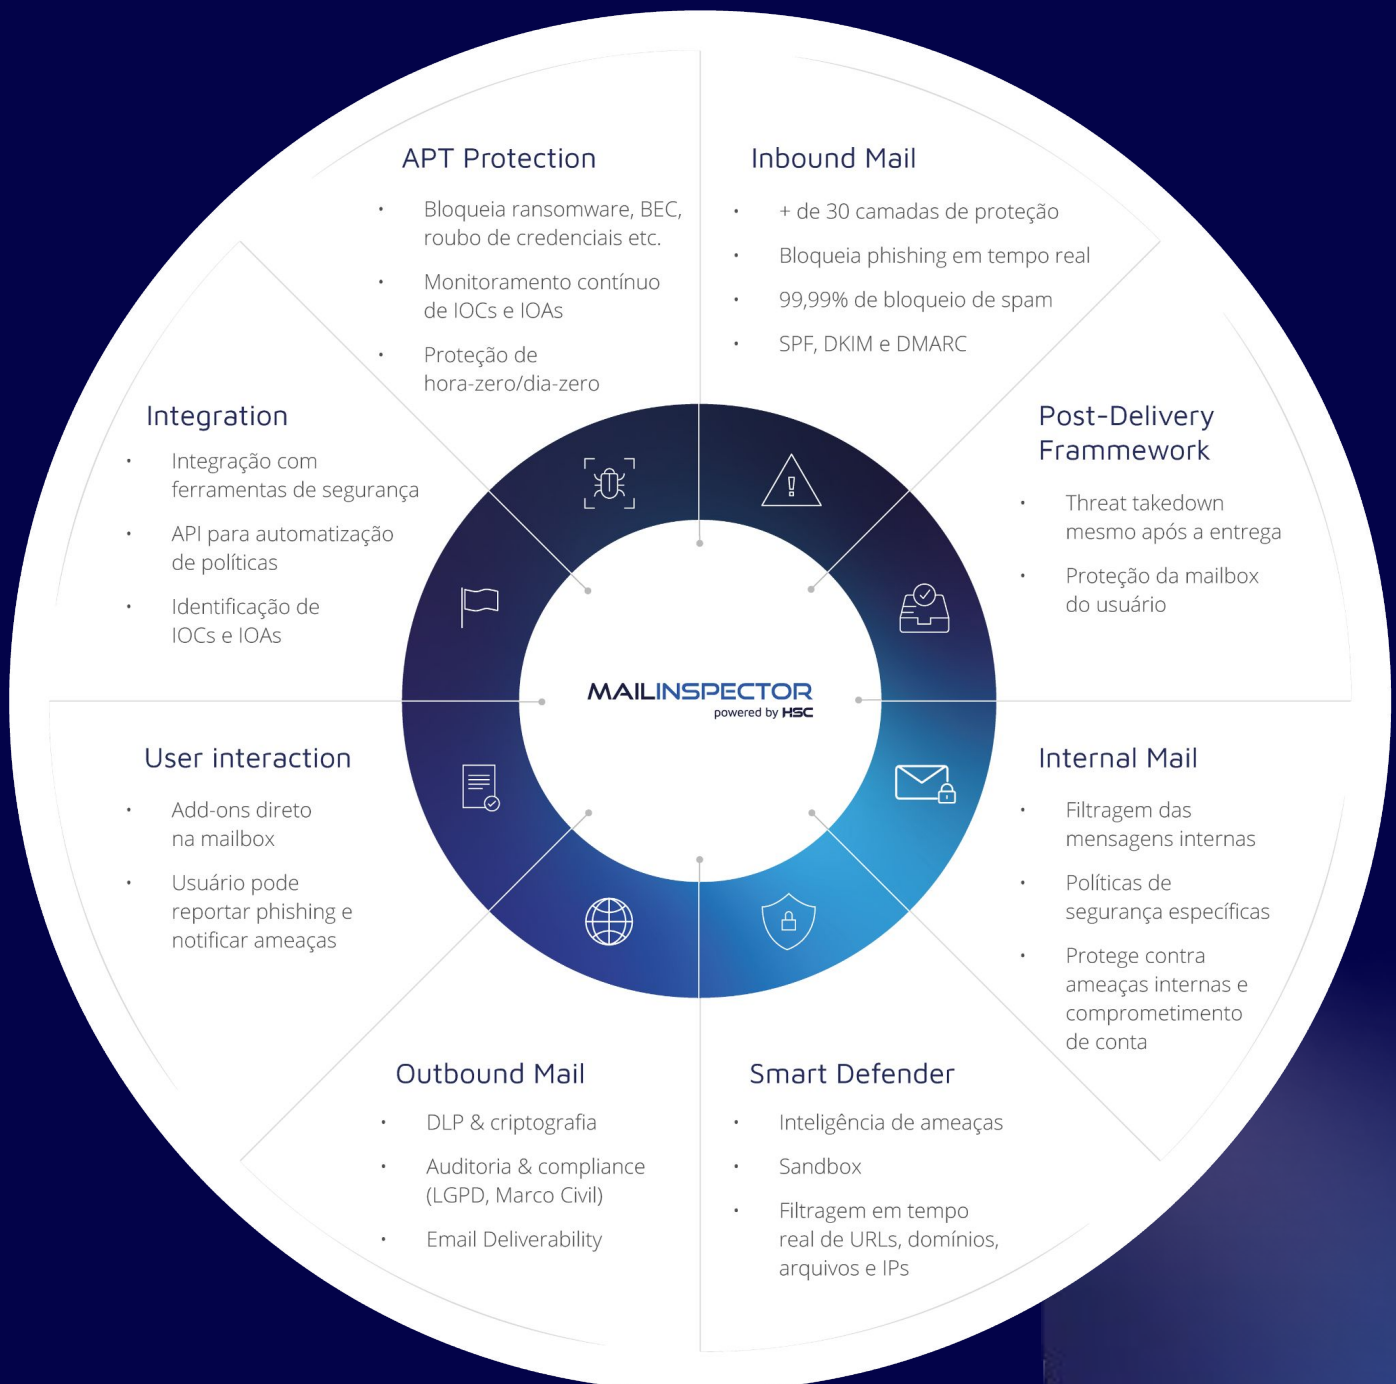 APT Protection
• Bloqueia ransomware, BEC,
roubo de credenciais etc.
• Monitoramento contínuo
de IOCs e IOAs
• Proteção de
hora-zero/dia-zero
Inbound Mail
• + de 30 camadas de proteção
• Bloqueia phishing em tempo real
• 99,99% de bloqueio de spam
• SPF, DKIM e DMARC
Post-Delivery
Frammework
• Threat takedown
mesmo após a entrega
• Proteção da mailbox
do usuário
Internal Mail
• Filtragem das
mensagens internas
• Políticas de
segurança específicas
• Protege contra
ameaças internas e
comprometimento
de conta
Smart Defender
• Inteligência de ameaças
• Sandbox
• Filtragem em tempo
real de URLs, domínios,
arquivos e IPs
Outbound Mail
• DLP & criptografia
• Auditoria & compliance
(LGPD, Marco Civil)
• Email Deliverability
User interaction
• Add-ons direto
na mailbox
• Usuário pode
reportar phishing e
notificar ameaças
Integration
• Integração com
ferramentas de segurança
• API para automatização
de políticas
• Identificação de
IOCs e IOAs
MAILINSPECTOR
powered by HSC